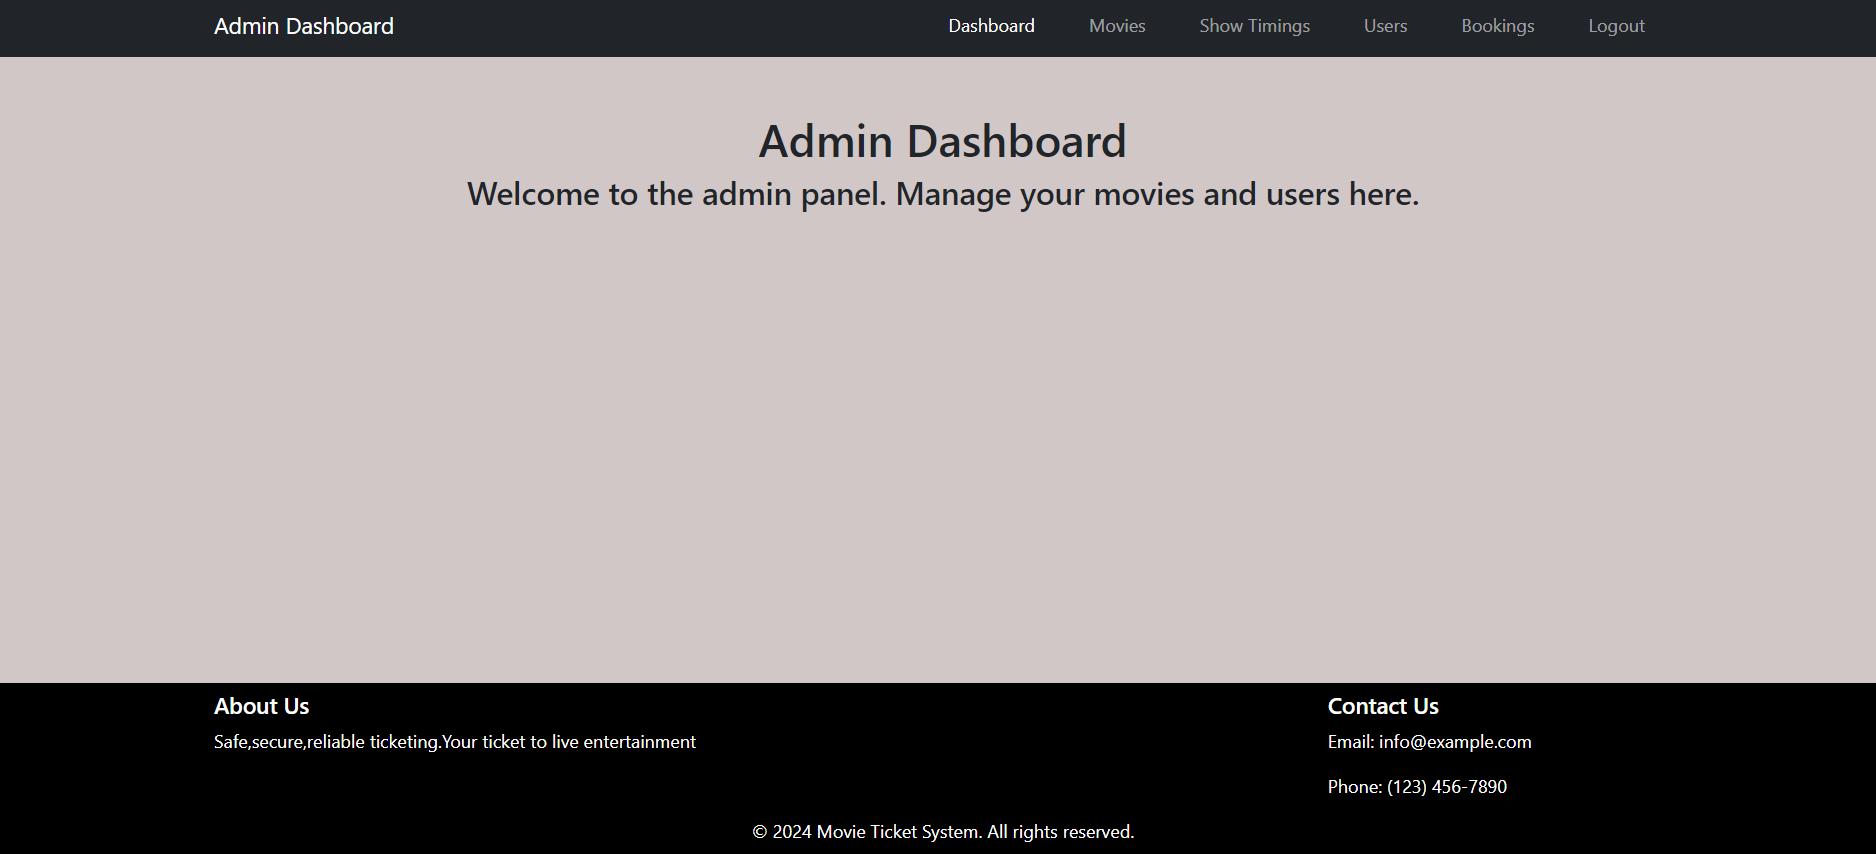 Admin Dashboard
Dashboard Movies Show Timings Users Bookings Logout
Admin Dashboard
Welcome to the admin panel. Manage your movies and users here.
About Us
Safe,secure,reliable ticketing.Your ticket to live entertainment
Contact Us
Email: info@example.com
Phone: (123) 456-7890
© 2024 Movie Ticket System. All rights reserved.